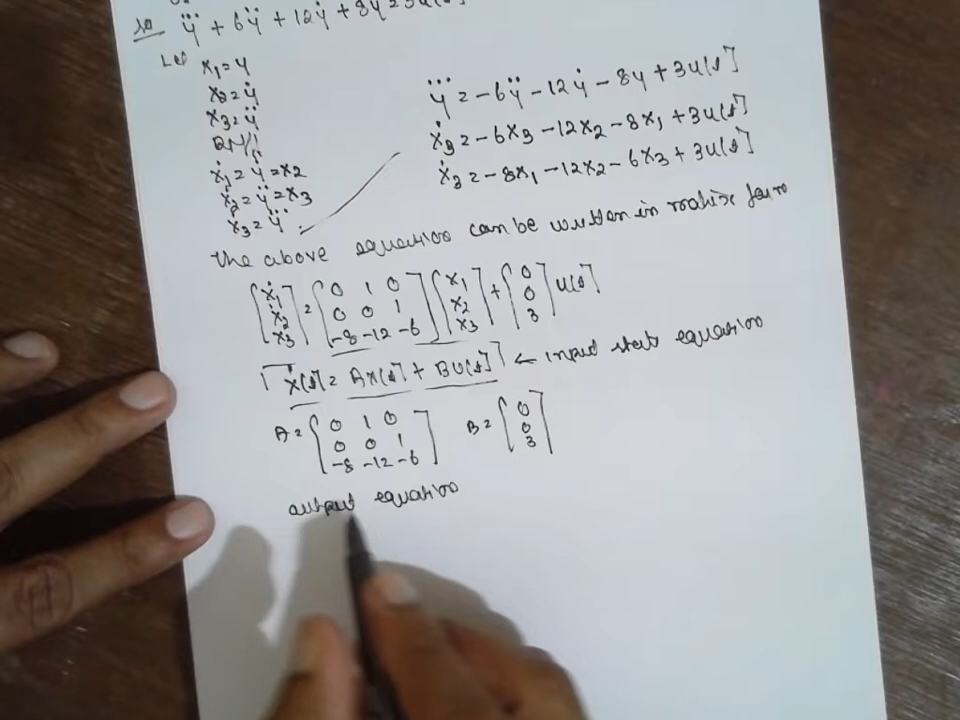 y⃛ + 6ÿ + 12ẏ + 8y = 3u(t)
Let x₁ = y
x₂ = ẏ
x₃ = ÿ
ẋ₁ = ẏ = x₂
ẋ₂ = ÿ = x₃
ẋ₃ = y⃛
y⃛ = -6ÿ - 12ẏ - 8y + 3u(t)
ẋ₃ = -6x₃ - 12x₂ - 8x₁ + 3u(t)
ẋ₃ = -8x₁ - 12x₂ - 6x₃ + 3u(t)
the above equation can be written in matrix form
[ẋ₁ ẋ₂ ẋ₃] = [0 1 0 0 0 1 -8 -12 -6] [x₁ x₂ x₃] + [0 0 3] u(t)
ẋ(t) = Ax(t) + BU(t) ← input state equation
A = [0 1 0 0 0 1 -8 -12 -6] B = [0 0 3]
output equation